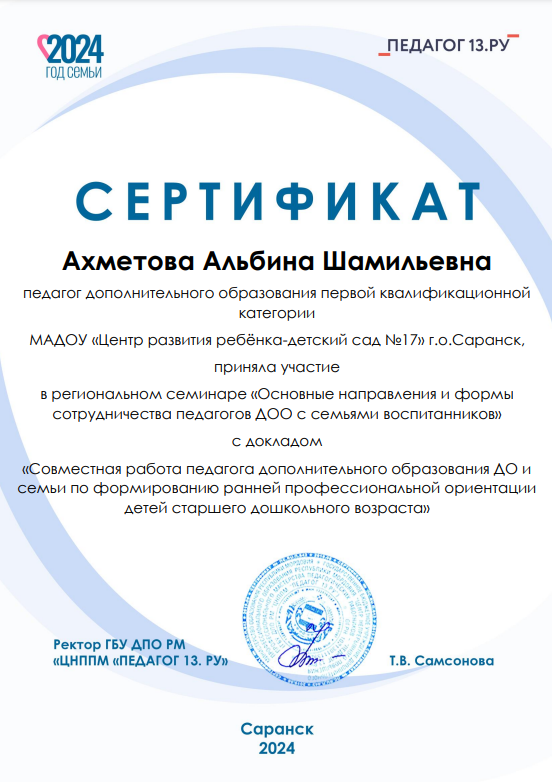 2024
ГОД СЕМЬИ
ПЕДАГОГ 13.РУ
СЕРТИФИКАТ
Ахметова Альбина Шамильевна
педагог дополнительного образования первой квалификационной
категории
МАДОУ «Центр развития ребёнка-детский сад №17» г.о.Саранск,
приняла участие
в региональном семинаре «Основные направления и формы
сотрудничества педагогов ДОО с семьями воспитанников»
с докладом
«Совместная работа педагога дополнительного образования ДО и
семьи по формированию ранней профессиональной ориентации
детей старшего дошкольного возраста»
Ректор ГБУ ДПО РМ
«ЦНППМ «ПЕДАГОГ 13. РУ»
Т.В. Самсонова
Саранск
2024